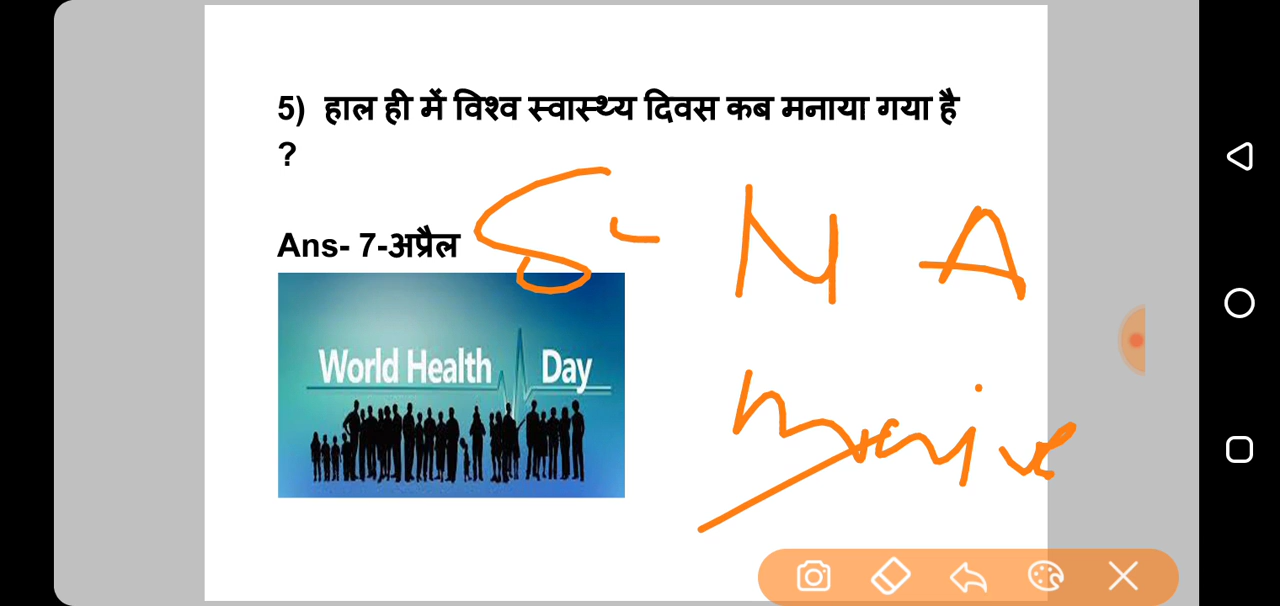 5) हाल ही में विश्व स्वास्थ्य दिवस कब मनाया गया है
?
Ans- 7-अप्रैल
N A
World Health Day